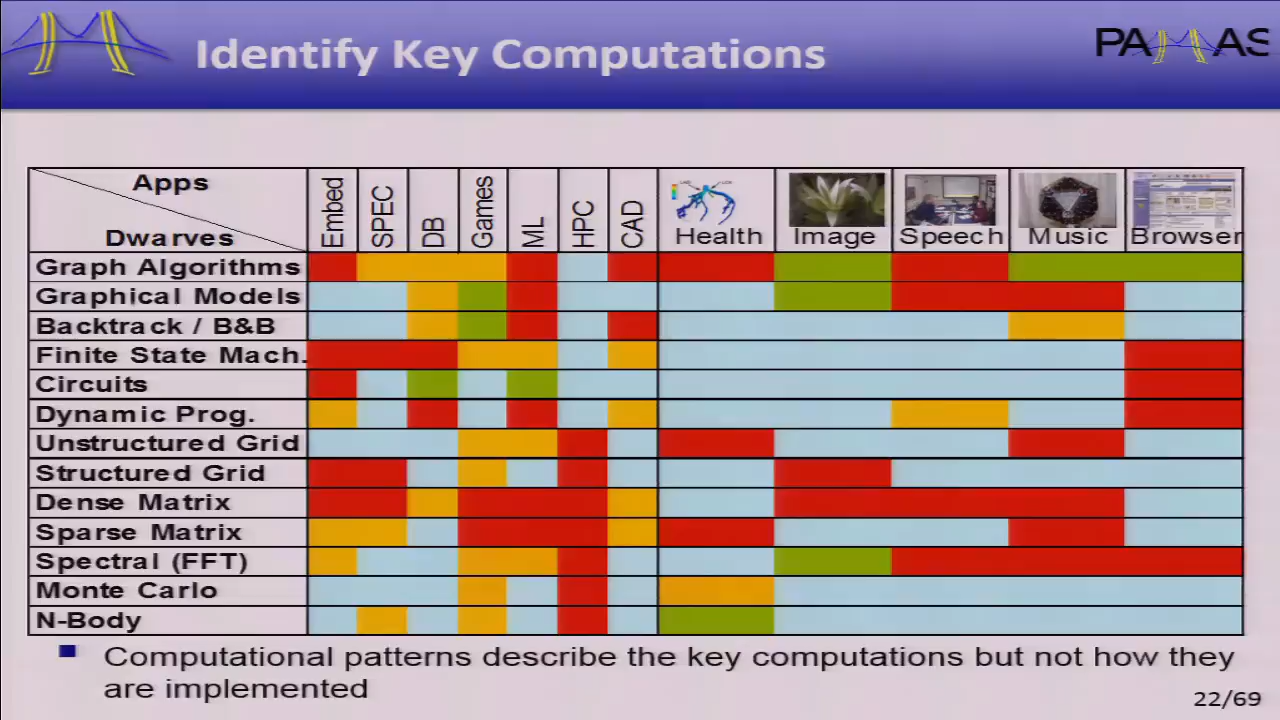 Identify Key Computations
PA MAS
Apps
Dwarves
Embed
SPEC
DB
Games
ML
HPC
CAD
Health
Image
Speech
Music
Browser
Graph Algorithms
Graphical Models
Backtrack / B&B
Finite State Mach.
Circuits
Dynamic Prog.
Unstructured Grid
Structured Grid
Dense Matrix
Sparse Matrix
Spectral (FFT)
Monte Carlo
N-Body
Computational patterns describe the key computations but not how they
are implemented
22/69